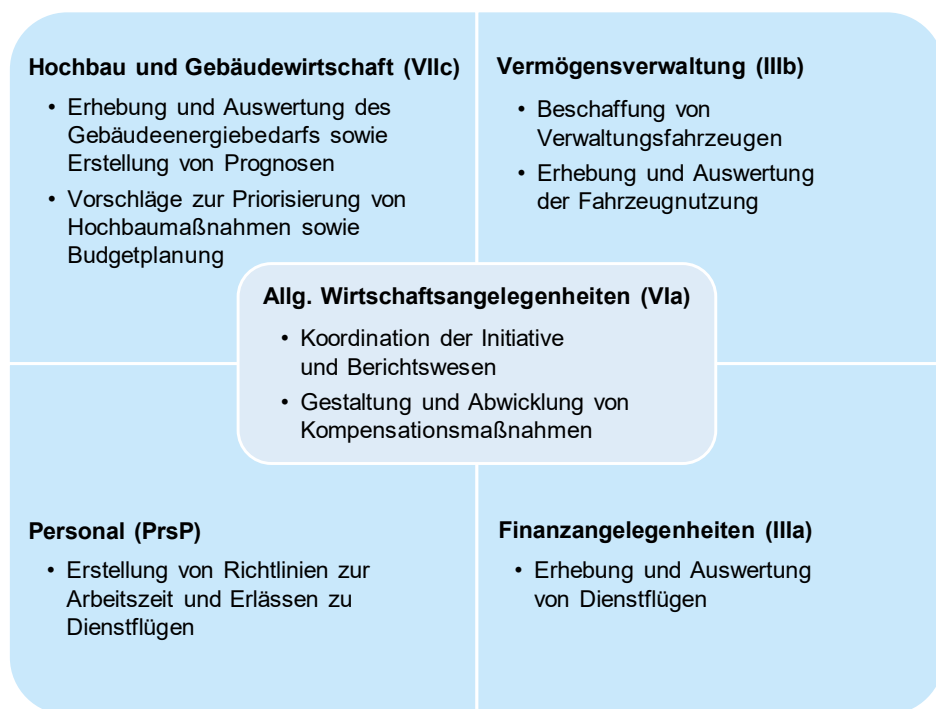 Hochbau und Gebäudewirtschaft (VIIc)
• Erhebung und Auswertung des
Gebäudeenergiebedarfs sowie
Erstellung von Prognosen
• Vorschläge zur Priorisierung von
Hochbaumaßnahmen sowie
Budgetplanung
Vermögensverwaltung (IIIb)
• Beschaffung von
Verwaltungsfahrzeugen
• Erhebung und Auswertung
der Fahrzeugnutzung
Allg. Wirtschaftsangelegenheiten (VIa)
• Koordination der Initiative
und Berichtswesen
• Gestaltung und Abwicklung von
Kompensationsmaßnahmen
Personal (PrsP)
• Erstellung von Richtlinien zur
Arbeitszeit und Erlässen zu
Dienstflügen
Finanzangelegenheiten (IIIa)
• Erhebung und Auswertung
von Dienstflügen